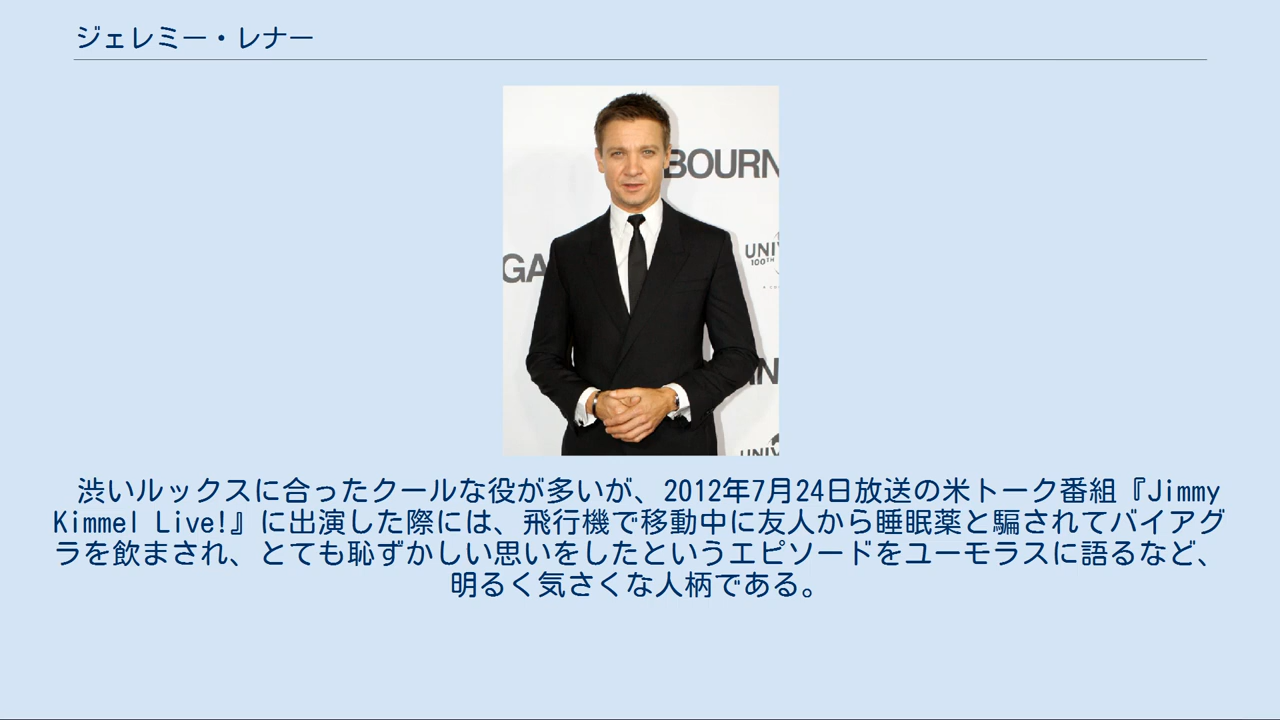 ジェレミー・レナー
BOURN
UNIV
100TH
GA
渋いルックスに合ったクールな役が多いが、2012年7月24日放送の米トーク番組『Jimmy
Kimmel Live!』に出演した際には、飛行機で移動中に友人から睡眠薬と騙されてバイアグ
ラを飲まされ、とても恥ずかしい思いをしたというエピソードをユーモラスに語るなど、
明るく気さくな人柄である。